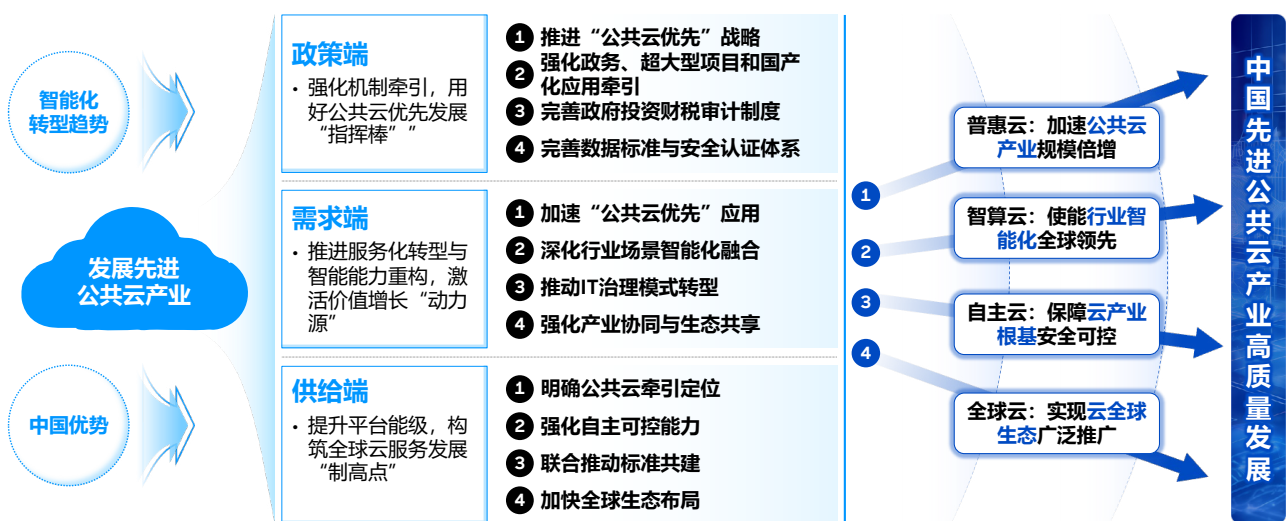 智能化
转型趋势
发展先进
公共云产业
中国优势
政策端
• 强化机制牵引，用
好公共云优先发展
“指挥棒””
1 推进“公共云优先”战略
2 强化政务、超大型项目和国产
化应用牵引
3 完善政府投资财税审计制度
4 完善数据标准与安全认证体系
需求端
• 推进服务化转型与
智能能力重构，激
活价值增长“动力
源”
1 加速“公共云优先”应用
2 深化行业场景智能化融合
3 推动IT治理模式转型
4 强化产业协同与生态共享
供给端
• 提升平台能级，构
筑全球云服务发展
“制高点”
1 明确公共云牵引定位
2 强化自主可控能力
3 联合推动标准共建
4 加快全球生态布局
1
普惠云：加速公共云
产业规模倍增
2
智算云：使能行业智
能化全球领先
3
自主云：保障云产业
根基安全可控
4
全球云：实现云全球
生态广泛推广
中国先进公共云产业高质量发展